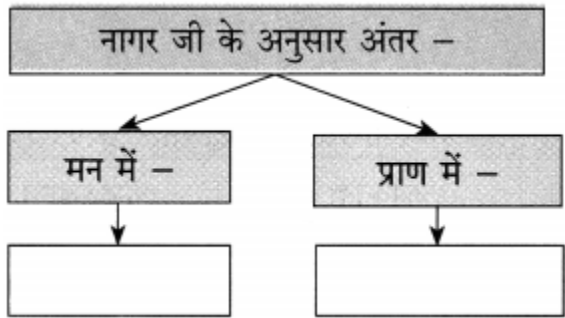 नागर जी के अनुसार अंतर –
मन में –
प्राण में –